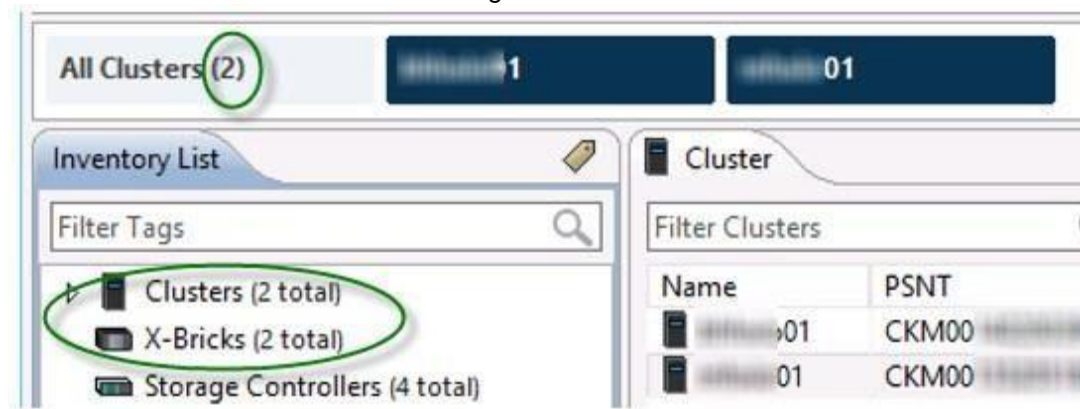 All Clusters (2)
1
01
Inventory List
Cluster
Filter Tags
Filter Clusters
Clusters (2 total)
X-Bricks (2 total)
Storage Controllers (4 total)
Name PSNT
01 CKM00
01 CKM00